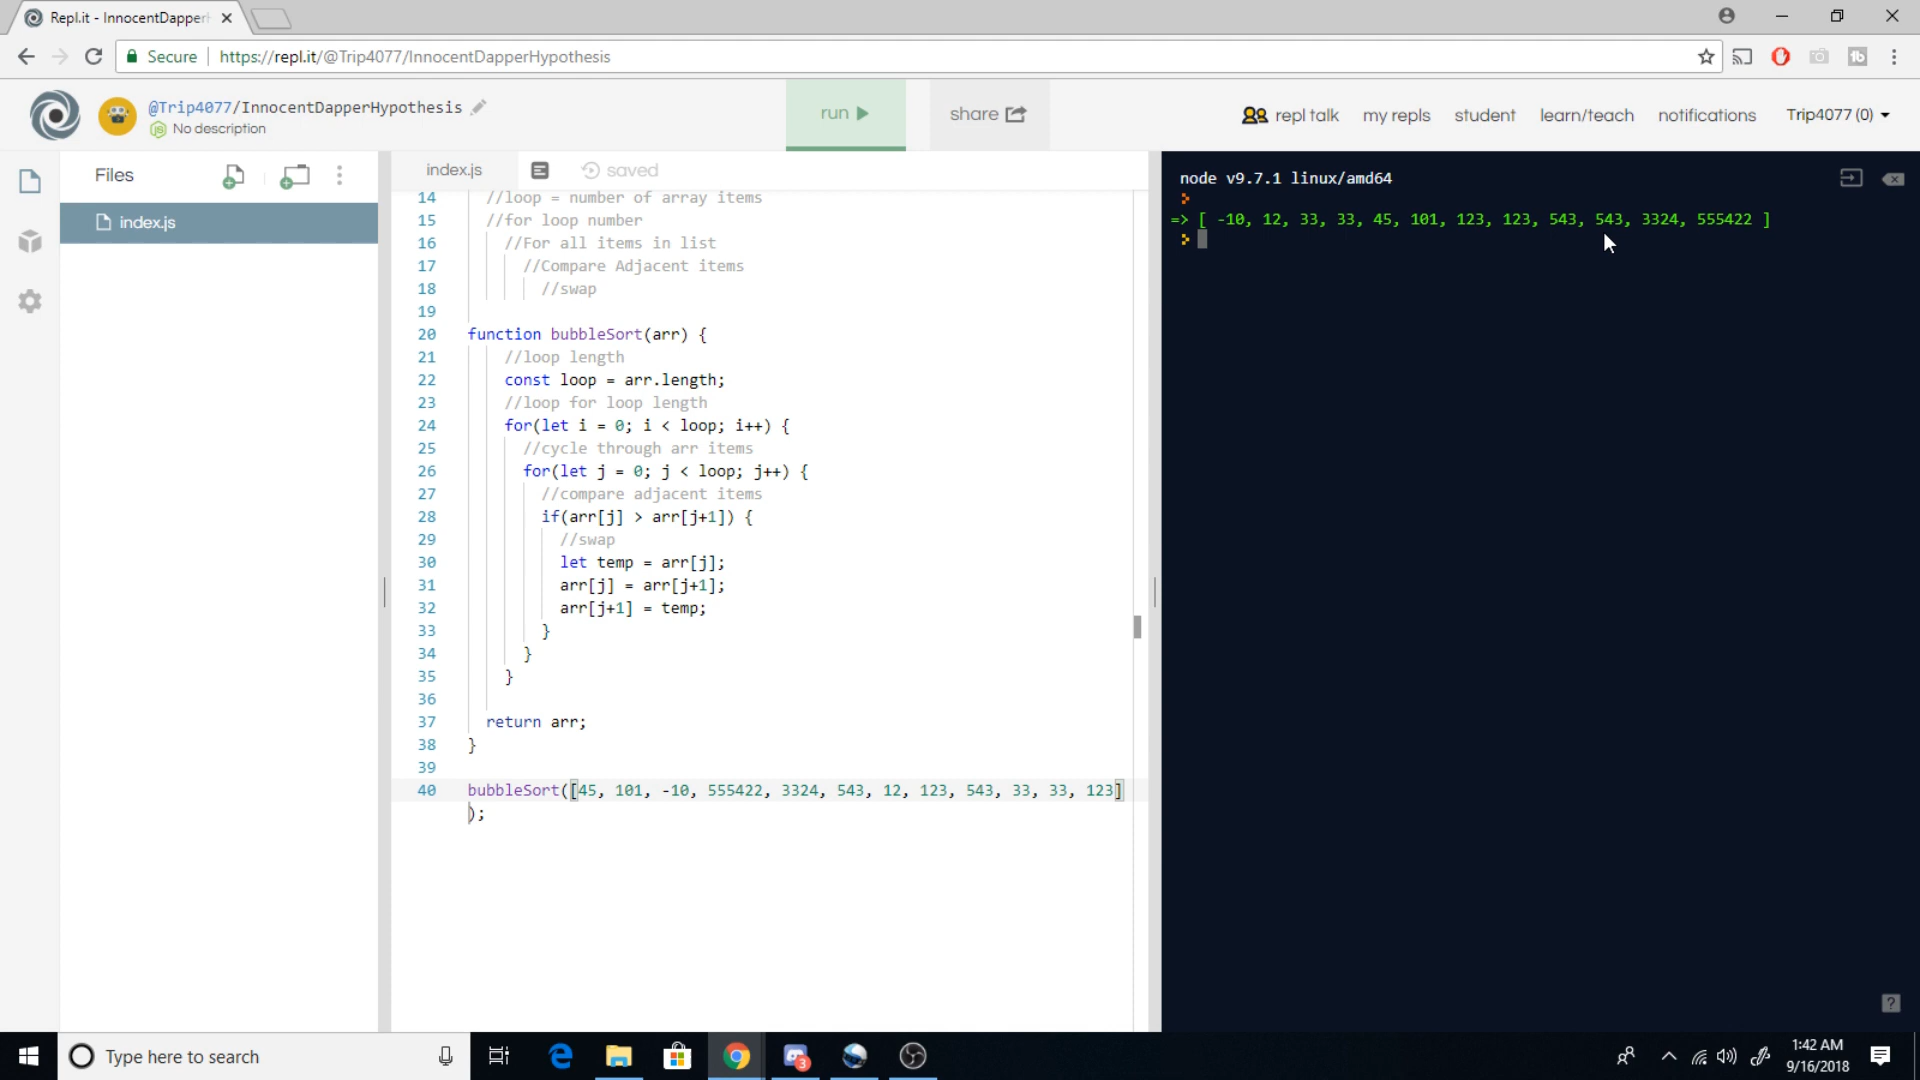 Repl.it - InnocentDapper
Secure
https://repl.it/@Trip4077/InnocentDapperHypothesis
@Trip4077/InnocentDapperHypothesis
No description
run
share
repl talk
my repls
student
learn/teach
notifications
Trip4077 (0)
Files
index.js
index.js
saved
14 //loop = number of array items
15 //for loop number
16 //For all items in list
17 //Compare Adjacent items
18 //swap
19
20 function bubbleSort(arr) {
21 //loop length
22 const loop = arr.length;
23 //loop for loop length
24 for(let i = 0; i < loop; i++) {
25 //cycle through arr items
26 for(let j = 0; j < loop; j++) {
27 //compare adjacent items
28 if(arr[j] > arr[j+1]) {
29 //swap
30 let temp = arr[j];
31 arr[j] = arr[j+1];
32 arr[j+1] = temp;
33 }
34 }
35 }
36
37 return arr;
38 }
39
40 bubbleSort([45, 101, -10, 555422, 3324, 543, 12, 123, 543, 33, 33, 123]
);
node v9.7.1 linux/amd64
=> [ -10, 12, 33, 33, 45, 101, 123, 123, 543, 543, 3324, 555422 ]
?
Type here to search
3
1:42 AM
9/16/2018